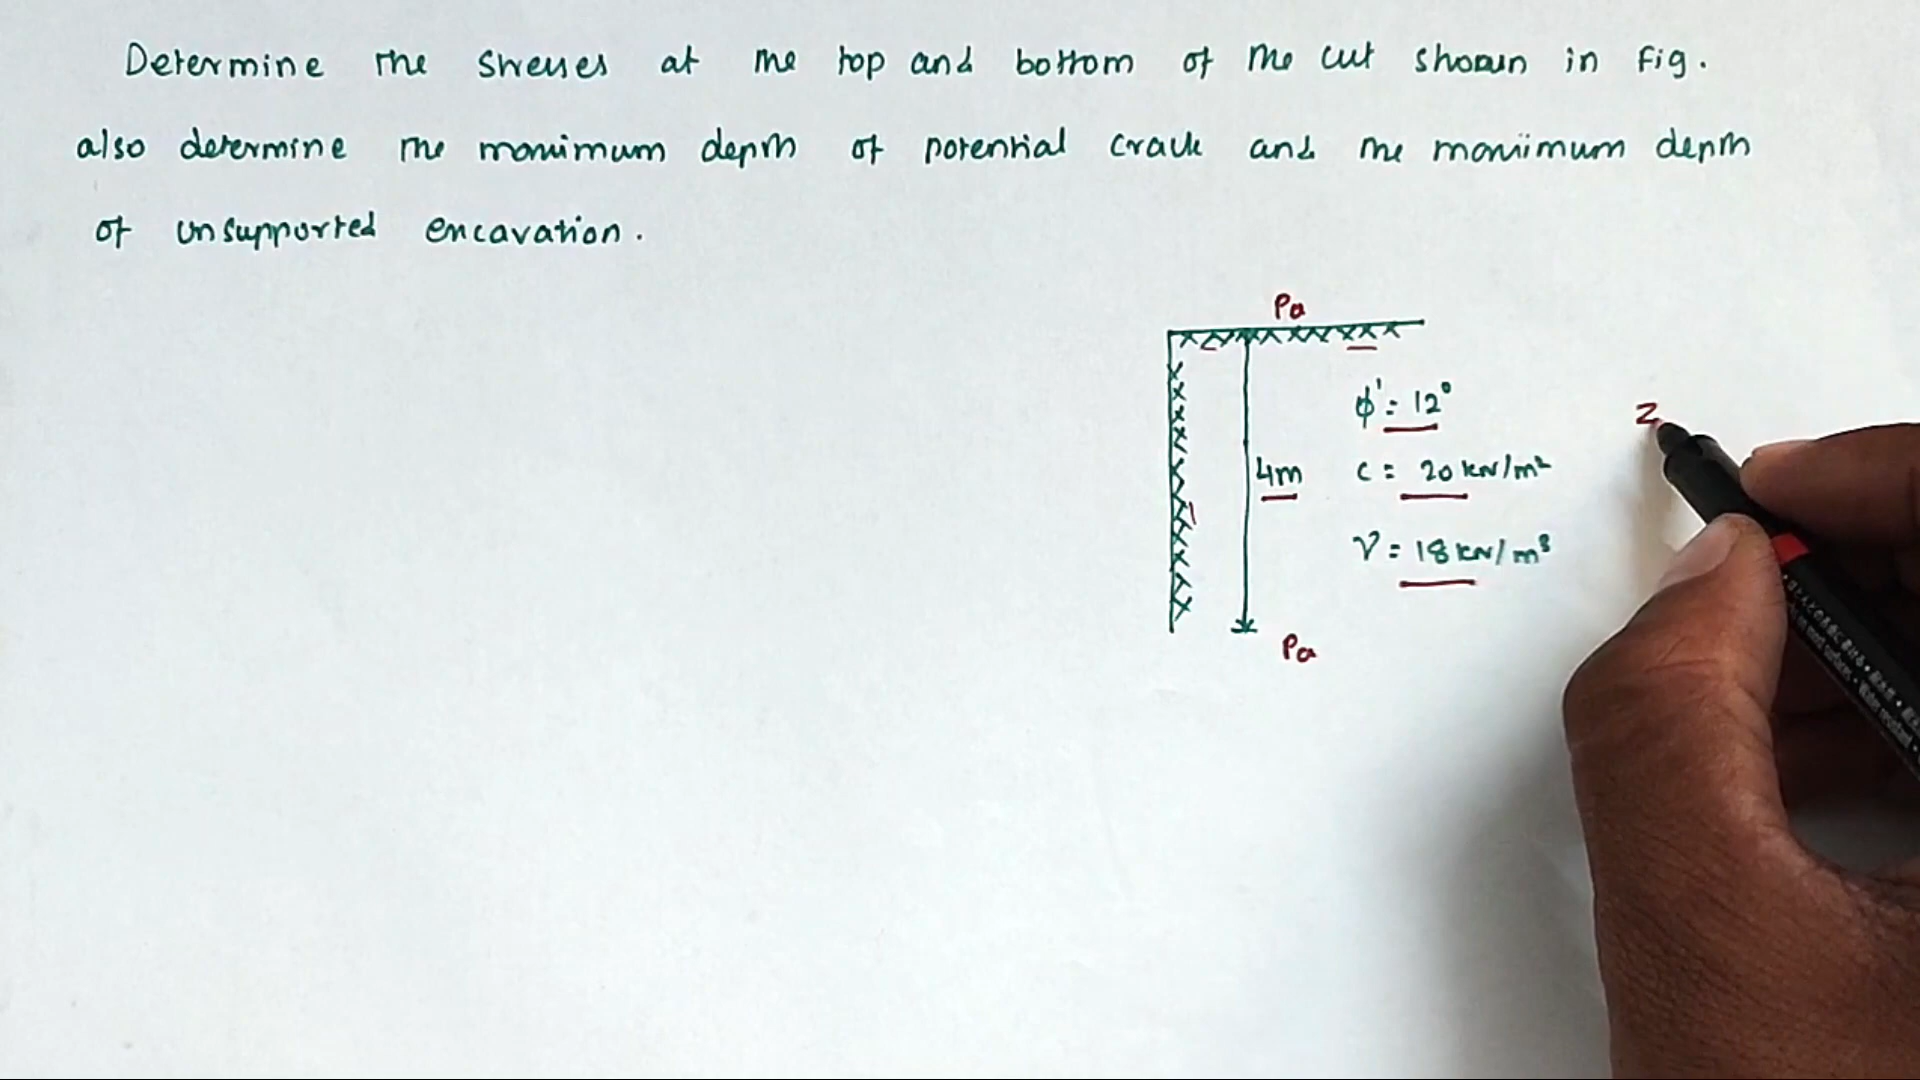 Determine the stresses at the top and bottom of the cut shown in Fig.
also determine the maximum depth of potential crack and the maximum depth
of unsupported excavation.
Pa
ϕ' = 12°
Z
4m
c = 20 kN/m²
γ = 18 kN/m³
Pa